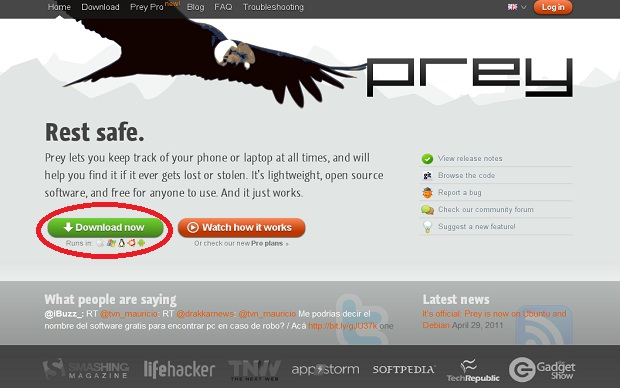 Home Download Prey Pro new! Blog FAQ Troubleshooting Log in
prey
Rest safe.
Prey lets you keep track of your phone or laptop at all times, and will
help you find it if it ever gets lost or stolen. It's lightweight, open source
software, and free for anyone to use. And it just works.
Download now
Runs in:
Watch how it works
Or check our new Pro plans »
View release notes
git Browse the code
Report a bug
Check our community forum
Suggest a new feature!
What people are saying
@iBuzz_: RT @tvn_mauricio: RT @drakkarnews: @tvn_mauricio Me podrías decir el
nombre del software gratis para encontrar pc en caso de robo? / Acá http://bit.ly/gJU37k one
Latest news
It's official: Prey is now on Ubuntu and
Debian April 29, 2011
SMASHING
MAGAZINE
lifehacker
TNW
THE NEXT WEB
appstorm
SOFTPEDIA
TechRepublic
The
Gadget
Show